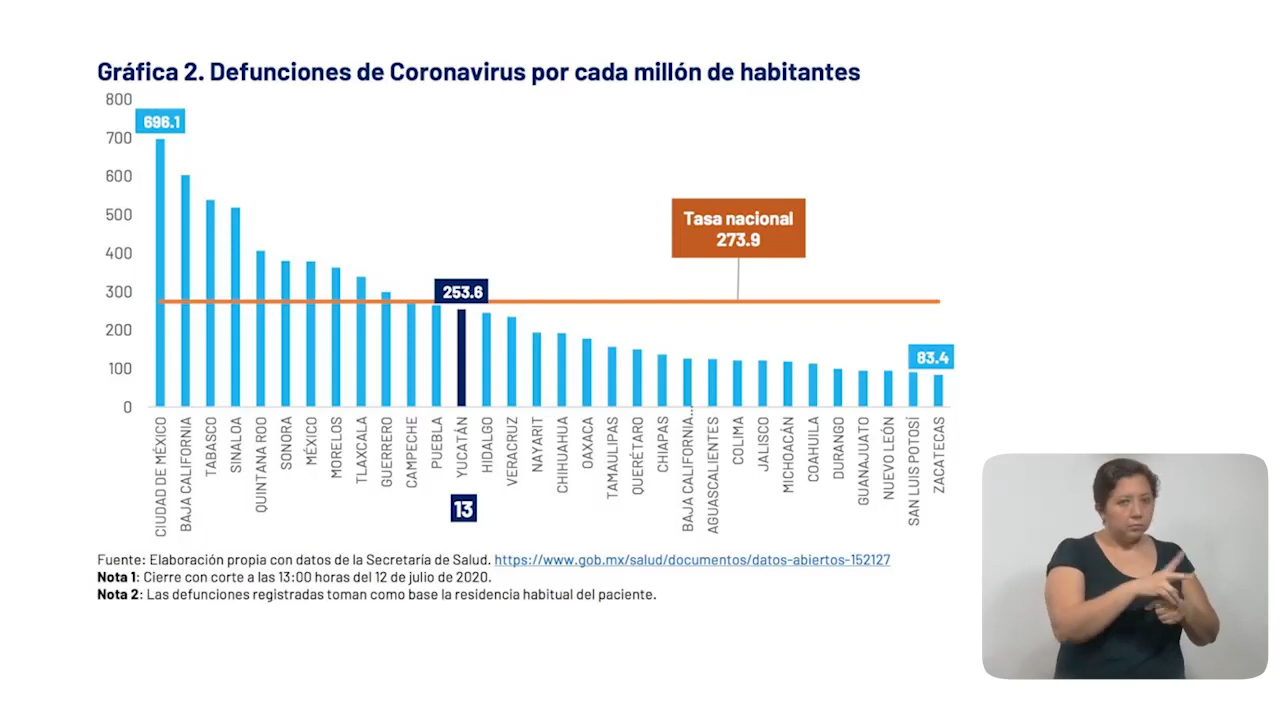 Gráfica 2. Defunciones de Coronavirus por cada millón de habitantes
800
700
600
500
400
300
200
100
0
696.1
253.6
83.4
Tasa nacional
273.9
CIUDAD DE MÉXICO
BAJA CALIFORNIA
TABASCO
SINALOA
QUINTANA ROO
SONORA
MÉXICO
MORELOS
TLAXCALA
GUERRERO
CAMPECHE
PUEBLA
YUCATÁN
HIDALGO
VERACRUZ
NAYARIT
CHIHUAHUA
OAXACA
TAMAULIPAS
QUERÉTARO
CHIAPAS
BAJA CALIFORNIA...
AGUASCALIENTES
COLIMA
JALISCO
MICHOACÁN
COAHUILA
DURANGO
GUANAJUATO
NUEVO LEÓN
SAN LUIS POTOSÍ
ZACATECAS
13
Fuente: Elaboración propia con datos de la Secretaría de Salud. https://www.gob.mx/salud/documentos/datos-abiertos-152127
Nota 1: Cierre con corte a las 13:00 horas del 12 de julio de 2020.
Nota 2: Las defunciones registradas toman como base la residencia habitual del paciente.